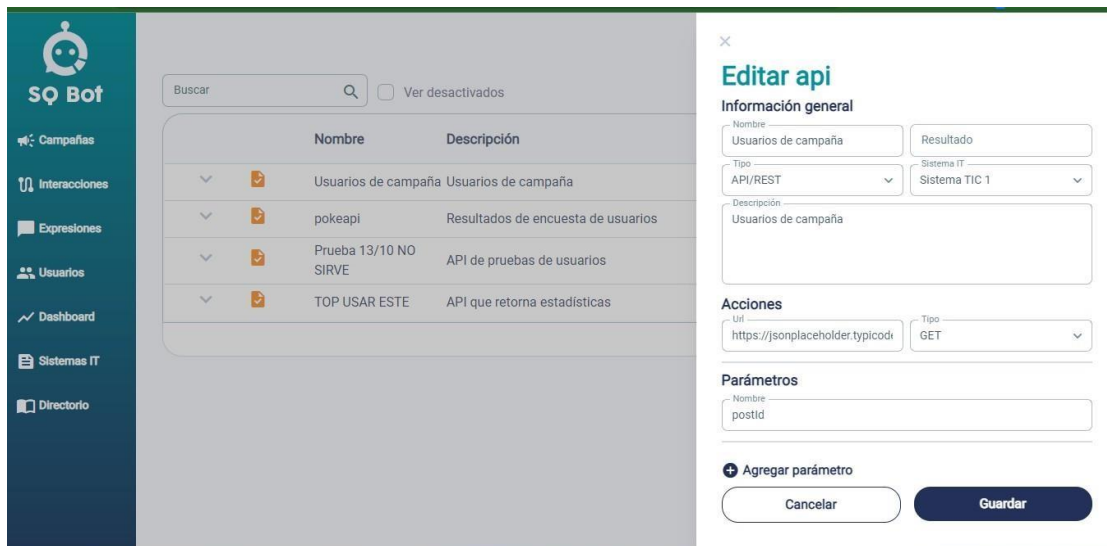 SQ Bot
Campañas
Interacciones
Expresiones
Usuarios
Dashboard
Sistemas IT
Directorio
Buscar
Ver desactivados
Nombre Descripción
Usuarios de campaña Usuarios de campaña
pokeapi Resultados de encuesta de usuarios
Prueba 13/10 NO
SIRVE
API de pruebas de usuarios
TOP USAR ESTE API que retorna estadísticas
Editar api
Información general
Nombre
Usuarios de campaña
Resultado
Tipo
API/REST
Sistema IT
Sistema TIC 1
Descripción
Usuarios de campaña
Acciones
Url
https://jsonplaceholder.typicode
Tipo
GET
Parámetros
Nombre
postId
Agregar parámetro
Cancelar
Guardar